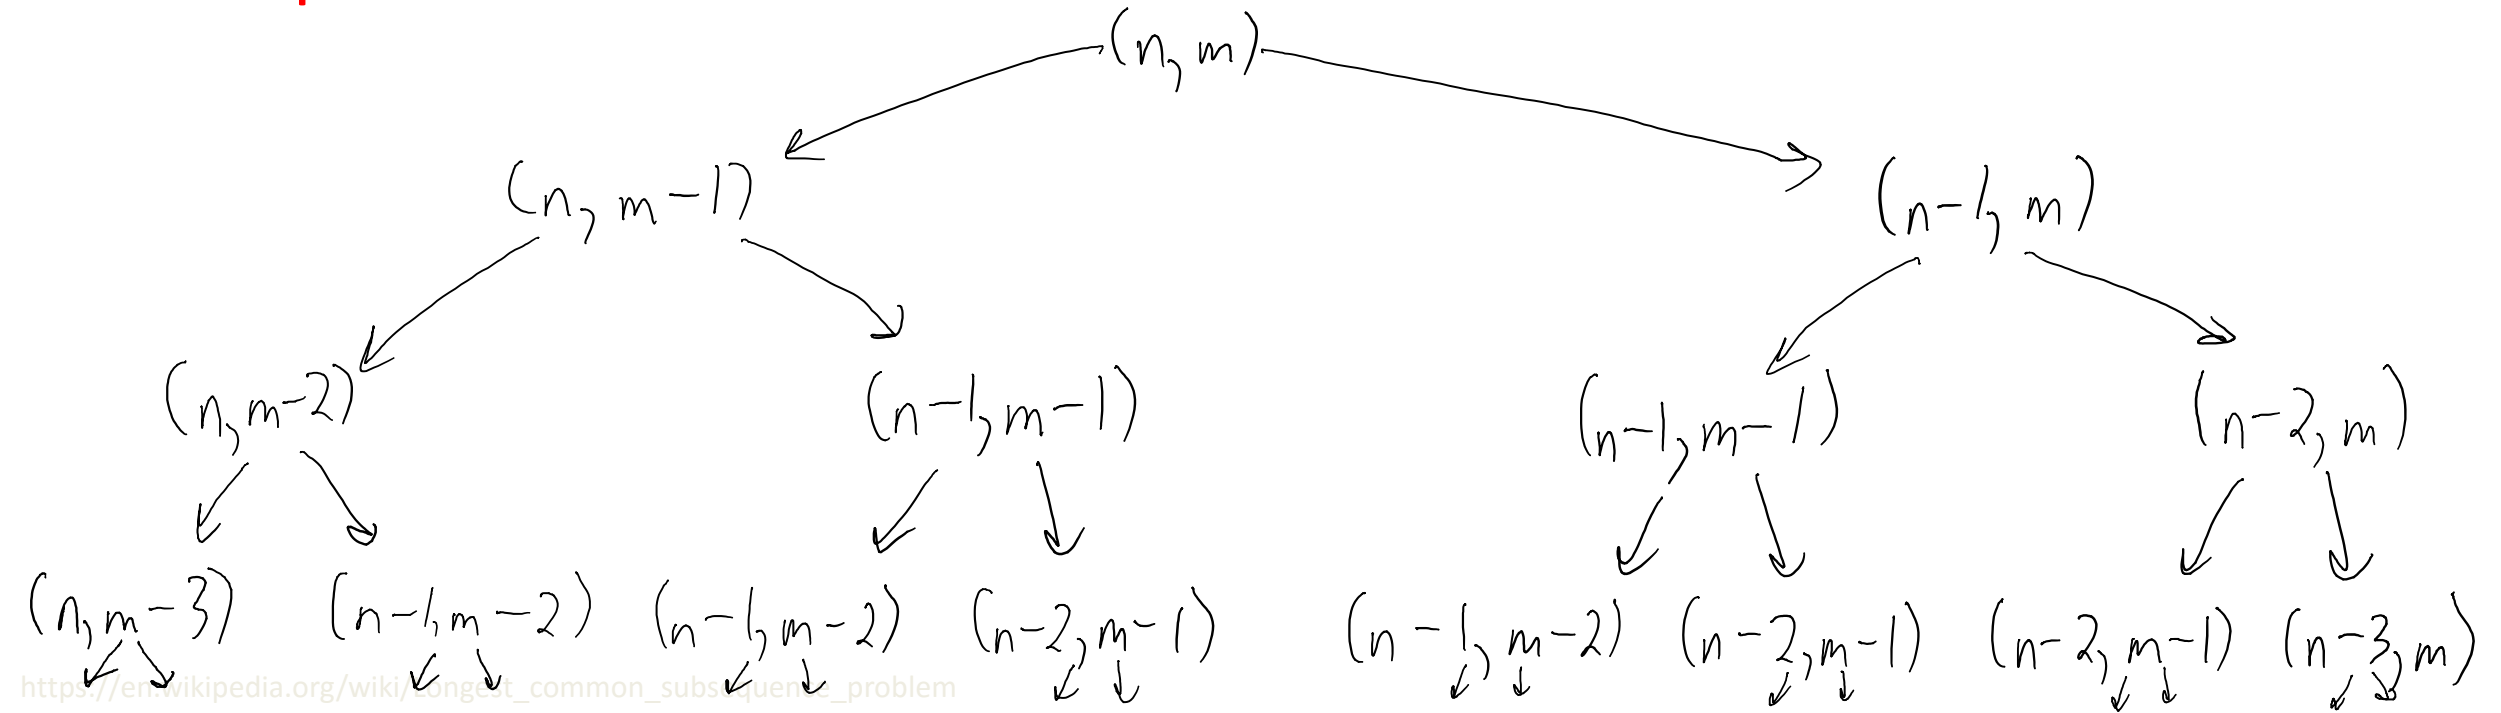 (n, m)
(n, m-1) (n-1, m)
(n, m-2) (n-1, m-1) (n-1, m-1) (n-2, m)
(n, m-3) (n-1, m-2) (n-1, m-2) (n-2, m-1) (n-1, m-2) (n-2, m-1) (n-2, m-1) (n-3, m)
https://en.wikipedia.org/wiki/Longest_common_subsequence_problem